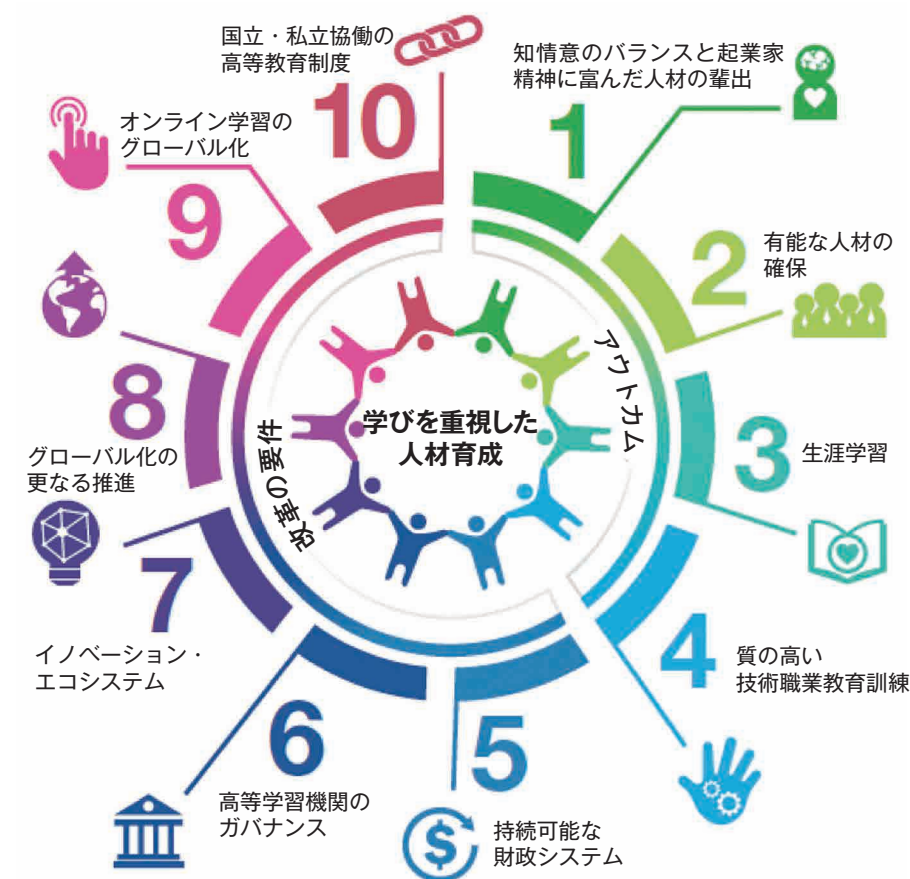 国立・私立協働の
高等教育制度
10
知情意のバランスと起業家
精神に富んだ人材の輩出
1
オンライン学習の
グローバル化
9
有能な人材の
確保
2
アウトカム
学びを重視した
人材育成
改革の要件
8
グローバル化の
更なる推進
3
生涯学習
7
イノベーション・
エコシステム
4
質の高い
技術職業教育訓練
6
高等学習機関の
ガバナンス
5
持続可能な
財政システム
$